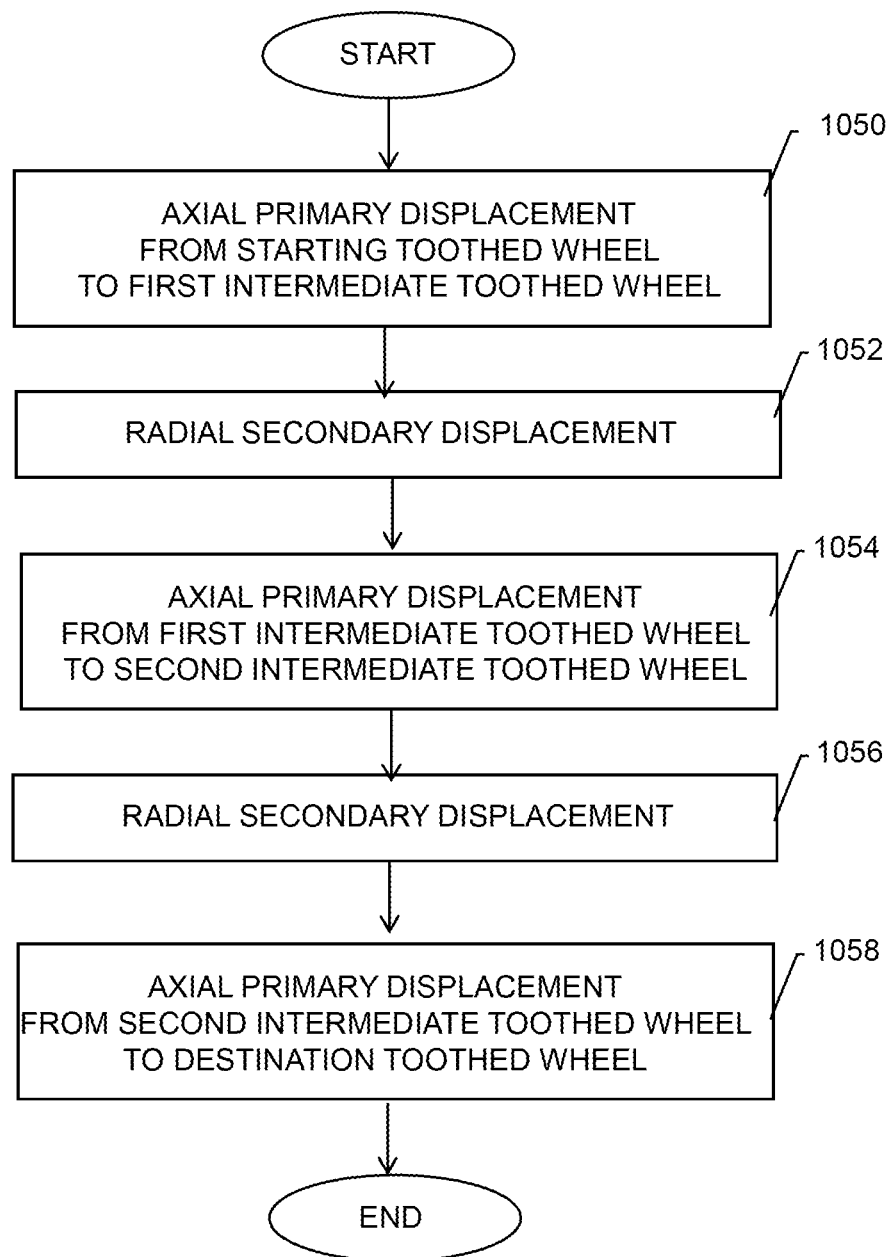 START
1050
AXIAL PRIMARY DISPLACEMENT
FROM STARTING TOOTHED WHEEL
TO FIRST INTERMEDIATE TOOTHED WHEEL
1052
RADIAL SECONDARY DISPLACEMENT
1054
AXIAL PRIMARY DISPLACEMENT
FROM FIRST INTERMEDIATE TOOTHED WHEEL
TO SECOND INTERMEDIATE TOOTHED WHEEL
1056
RADIAL SECONDARY DISPLACEMENT
1058
AXIAL PRIMARY DISPLACEMENT
FROM SECOND INTERMEDIATE TOOTHED WHEEL
TO DESTINATION TOOTHED WHEEL
END